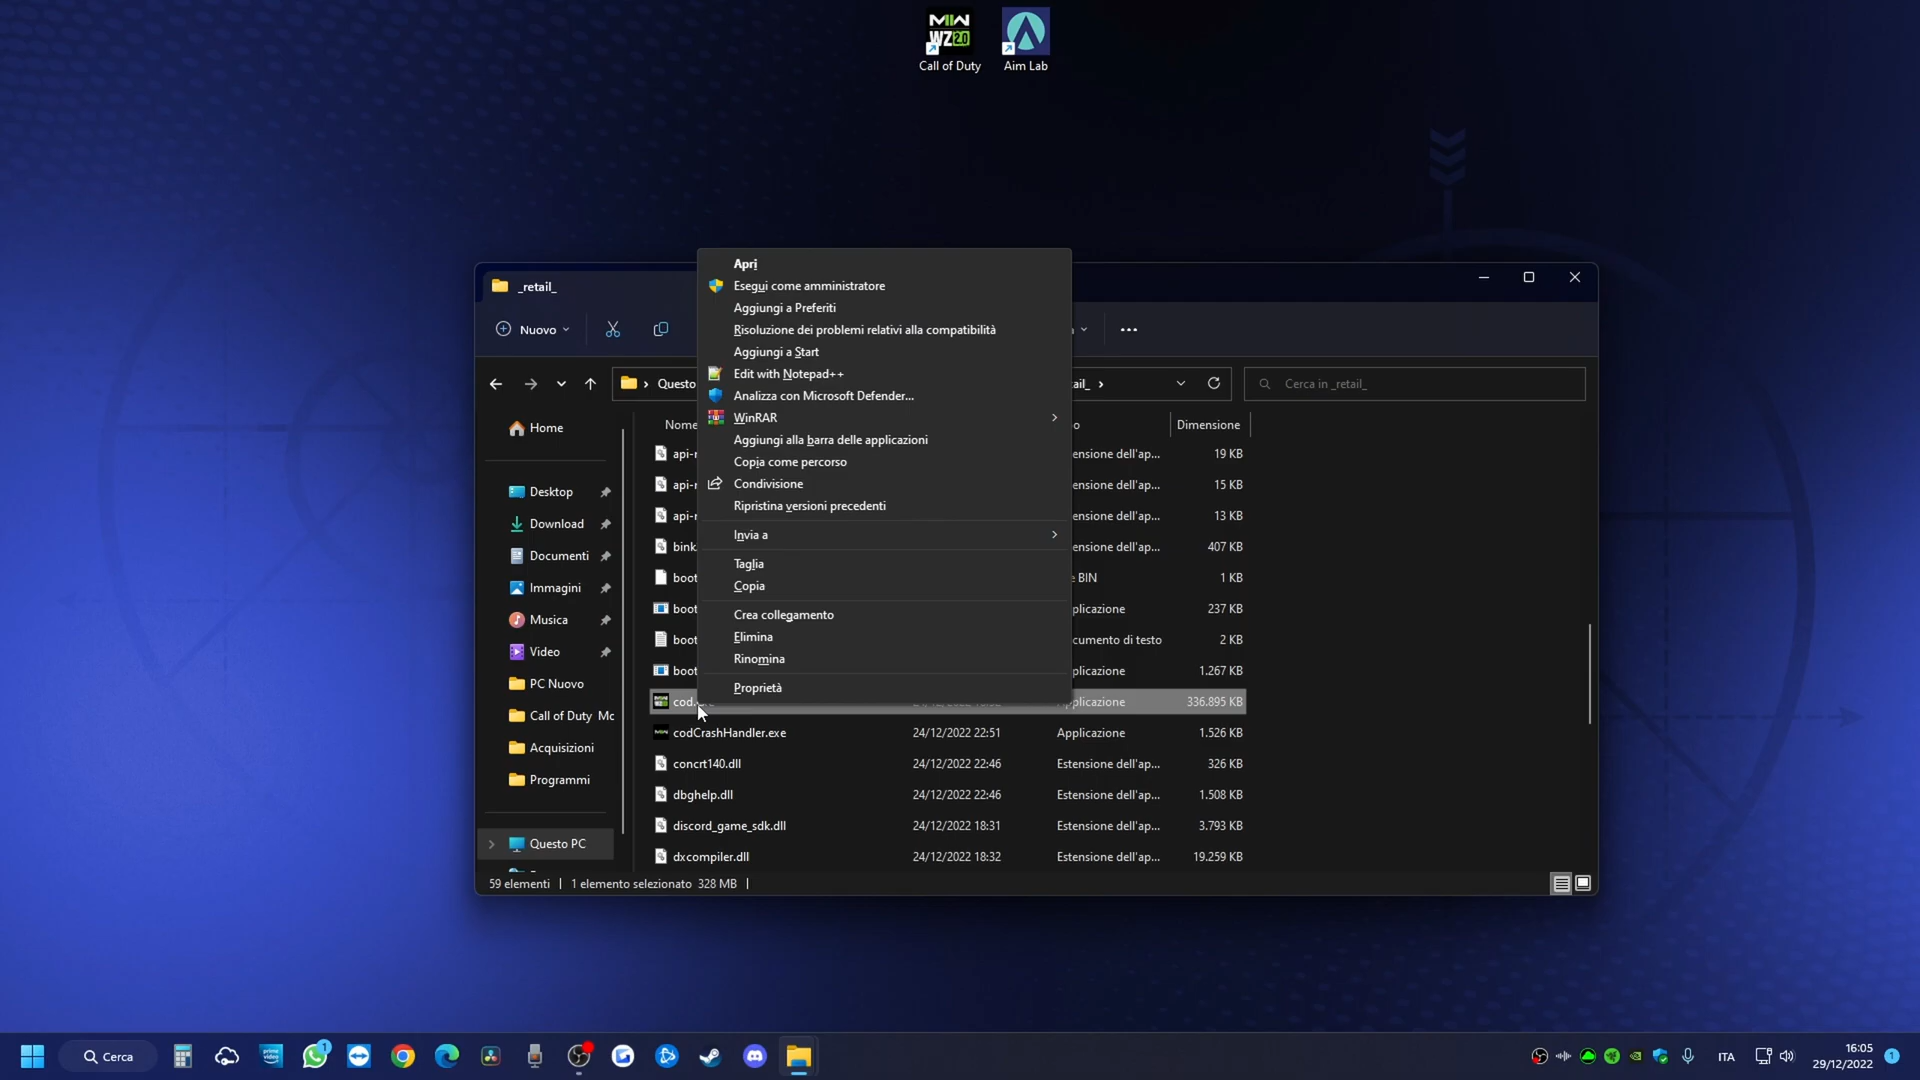 MW
WZ 2.0
Call of Duty
Aim Lab
_retail_
Nuovo
Questo
Cerca in _retail_
Apri
Esegui come amministratore
Aggiungi a Preferiti
Risoluzione dei problemi relativi alla compatibilità
Aggiungi a Start
Edit with Notepad++
Analizza con Microsoft Defender...
WinRAR
Aggiungi alla barra delle applicazioni
Copia come percorso
Condivisione
Ripristina versioni precedenti
Invia a
Taglia
Copia
Crea collegamento
Elimina
Rinomina
Proprietà
Home
Desktop
Download
Documenti
Immagini
Musica
Video
PC Nuovo
Call of Duty Mc
Acquisizioni
Programmi
Questo PC
Nome Dimensione
api-r ensione dell'ap... 19 KB
api-r ensione dell'ap... 15 KB
api-r ensione dell'ap... 13 KB
bink ensione dell'ap... 407 KB
boot e BIN 1 KB
boot plicazione 237 KB
boot cumento di testo 2 KB
boot plicazione 1.267 KB
cod. plicazione 336.895 KB
codCrashHandler.exe 24/12/2022 22:51 Applicazione 1.526 KB
concrt140.dll 24/12/2022 22:46 Estensione dell'ap... 326 KB
dbghelp.dll 24/12/2022 22:46 Estensione dell'ap... 1.508 KB
discord_game_sdk.dll 24/12/2022 18:31 Estensione dell'ap... 3.793 KB
dxcompiler.dll 24/12/2022 18:32 Estensione dell'ap... 19.259 KB
59 elementi | 1 elemento selezionato 328 MB |
Cerca
prime video
1
ITA
16:05
29/12/2022
1